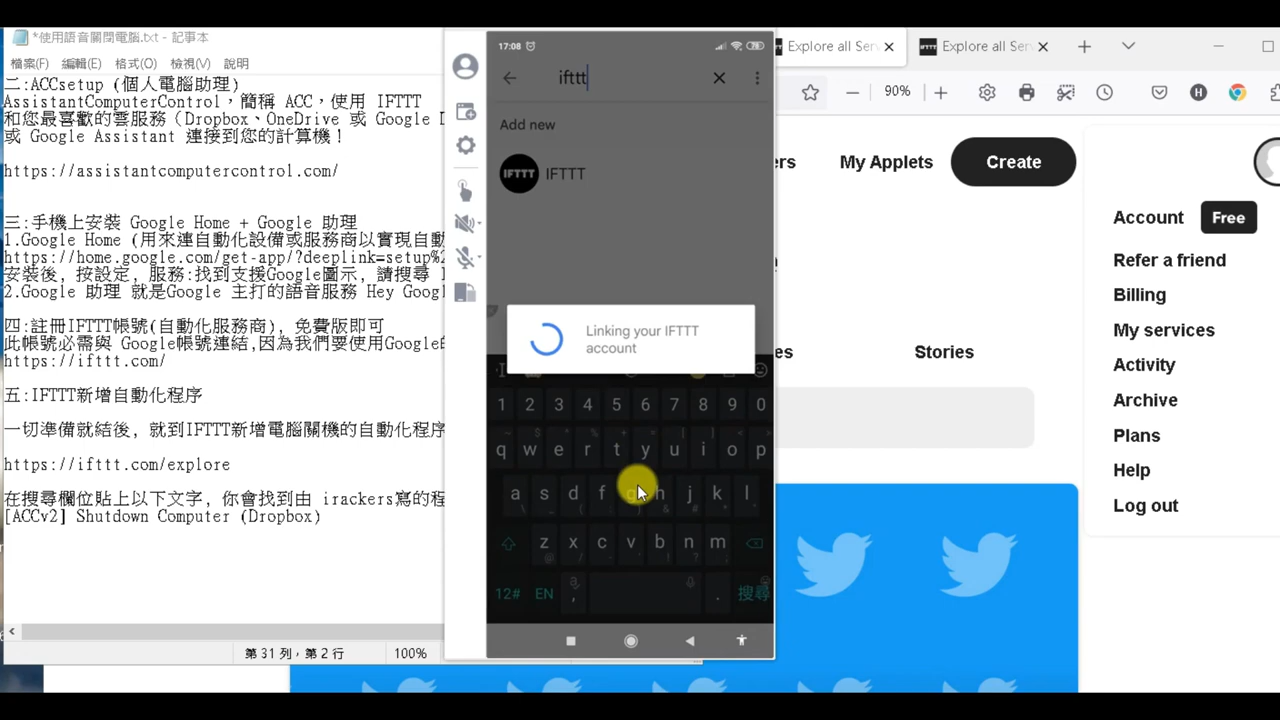 *使用語音關閉電腦.txt - 記事本
檔案(F) 編輯(E) 格式(O) 檢視(V) 說明
二:ACCsetup (個人電腦助理)
AssistantComputerControl，簡稱 ACC，使用 IFTTT
和您最喜歡的雲服務（Dropbox、OneDrive 或 Google D
或 Google Assistant 連接到您的計算機！
https://assistantcomputercontrol.com/
三:手機上安裝 Google Home + Google 助理
1.Google Home (用來連自動化設備或服務商以實現自動
https://home.google.com/get-app/?deeplink=setup%2
安裝後, 按設定, 服務:找到支援Google圖示, 請搜尋 I
2.Google 助理 就是Google 主打的語音服務 Hey Googl
四:註冊IFTTT帳號(自動化服務商), 免費版即可
此帳號必需與 Google帳號連結,因為我們要使用Google的
https://ifttt.com/
五:IFTTT新增自動化程序
一切準備就結後, 就到IFTTT新增電腦關機的自動化程序
https://ifttt.com/explore
在搜尋欄位貼上以下文字, 你會找到由 irackers寫的程
[ACCv2] Shutdown Computer (Dropbox)
第 31 列，第 2 行 100%
17:08
ifttt
Add new
IFTTT IFTTT
Linking your IFTTT
account
1 2 3 4 5 6 7 8 9 0
q w e r t y u i o p
a s d f g h j k l
z x c v b n m
12# EN , . 搜尋
Explore all Ser
IFTTT Explore all Ser
90%
ers My Applets Create
es Stories
Account Free
Refer a friend
Billing
My services
Activity
Archive
Plans
Help
Log out